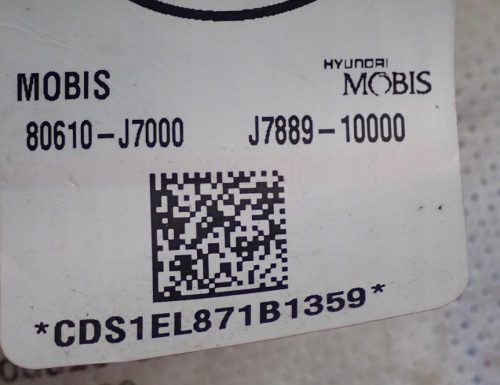 HYUNDAI
MOBIS MOBIS
80610-J7000 J7889-10000
*CDS1EL871B1359*